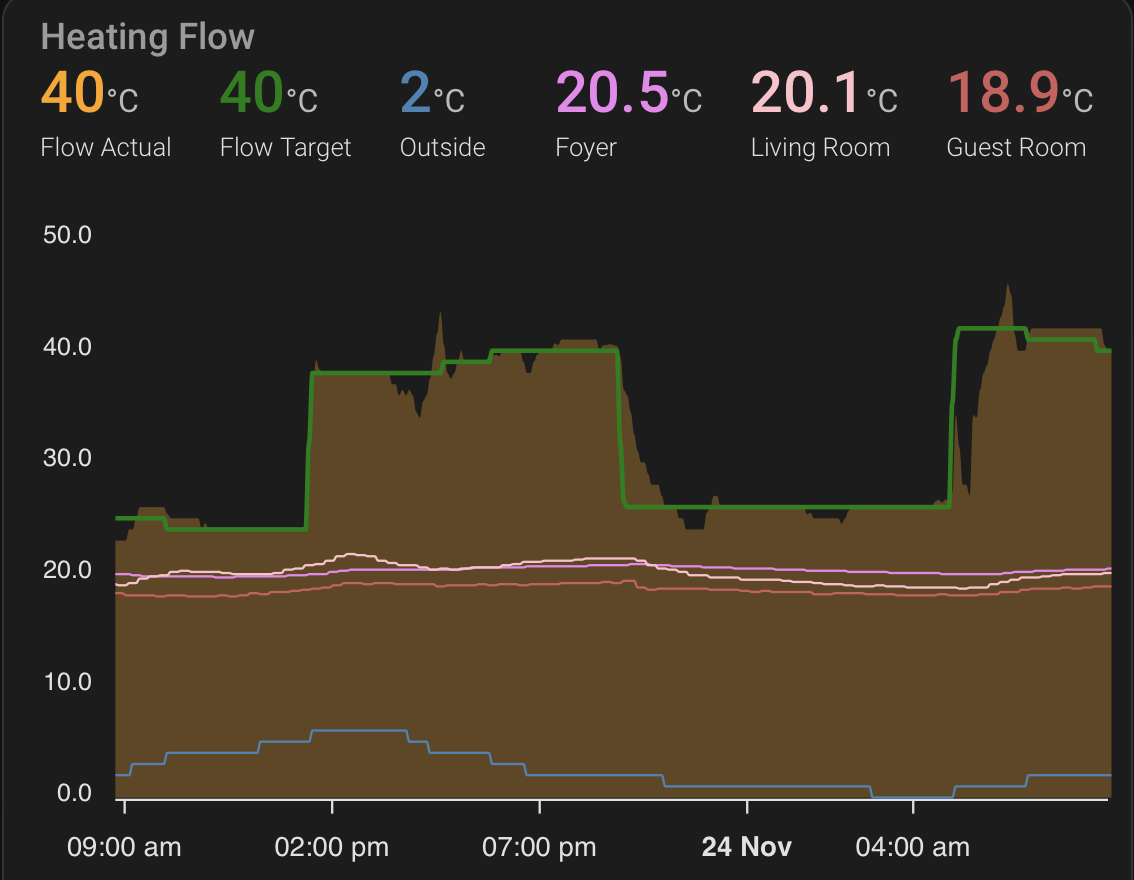 Heating Flow
40°C 40°C 2°C 20.5°C 20.1°C 18.9°C
Flow Actual Flow Target Outside Foyer Living Room Guest Room
50.0
40.0
30.0
20.0
10.0
0.0
09:00 am 02:00 pm 07:00 pm 24 Nov 04:00 am